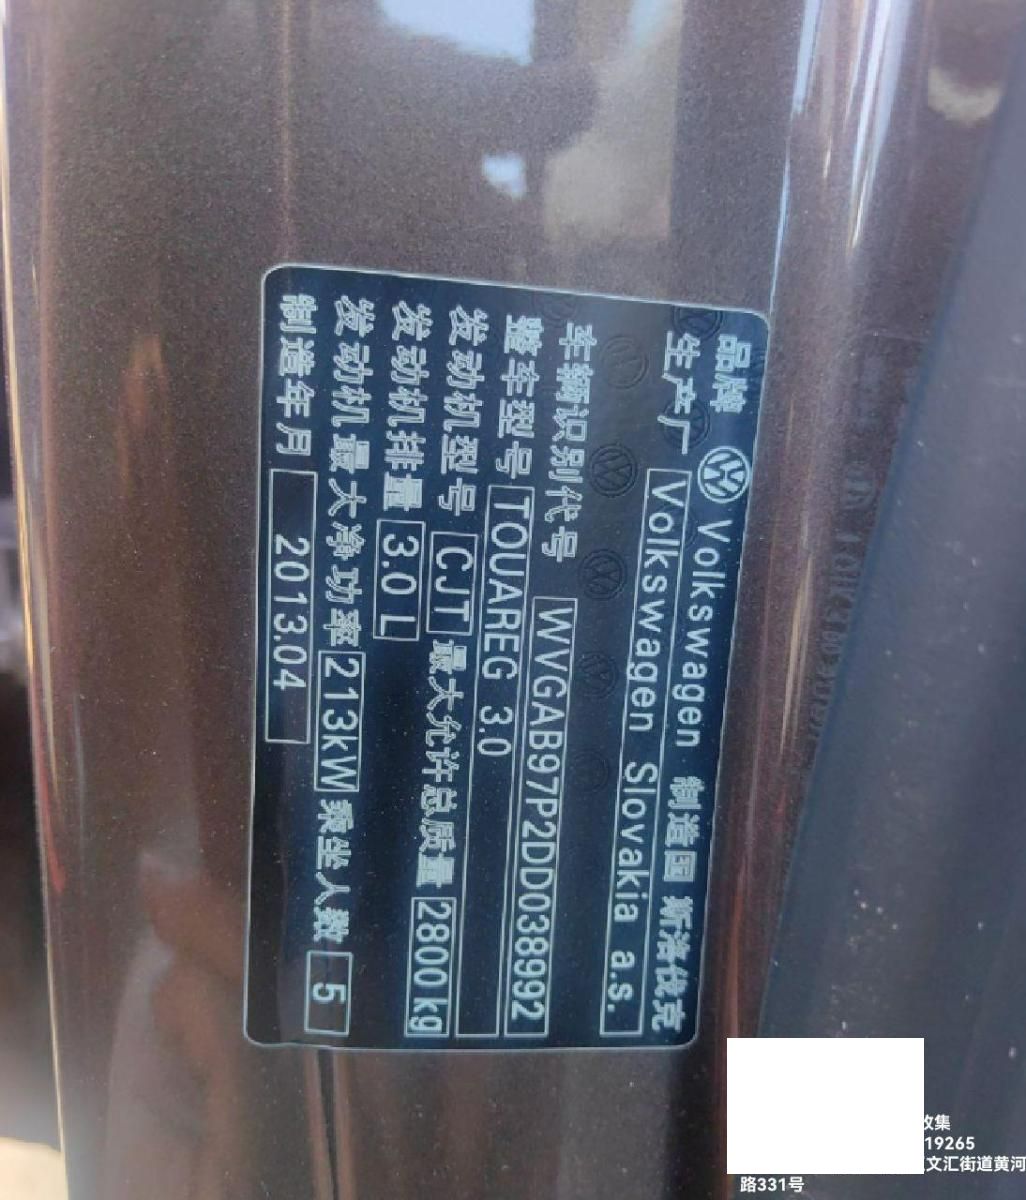 品牌 Volkswagen 制造国 斯洛伐克
生产厂 Volkswagen Slovakia a.s.
车辆识别代号 WVGAB97P2DD038992
整车型号 TOUAREG 3.0
发动机型号 CJT 最大允许总质量 2800kg
发动机排量 3.0 L
发动机最大净功率 213kW 乘坐人数 5
制造年月 2013.04
收集
19265
文汇街道黄河
路331号